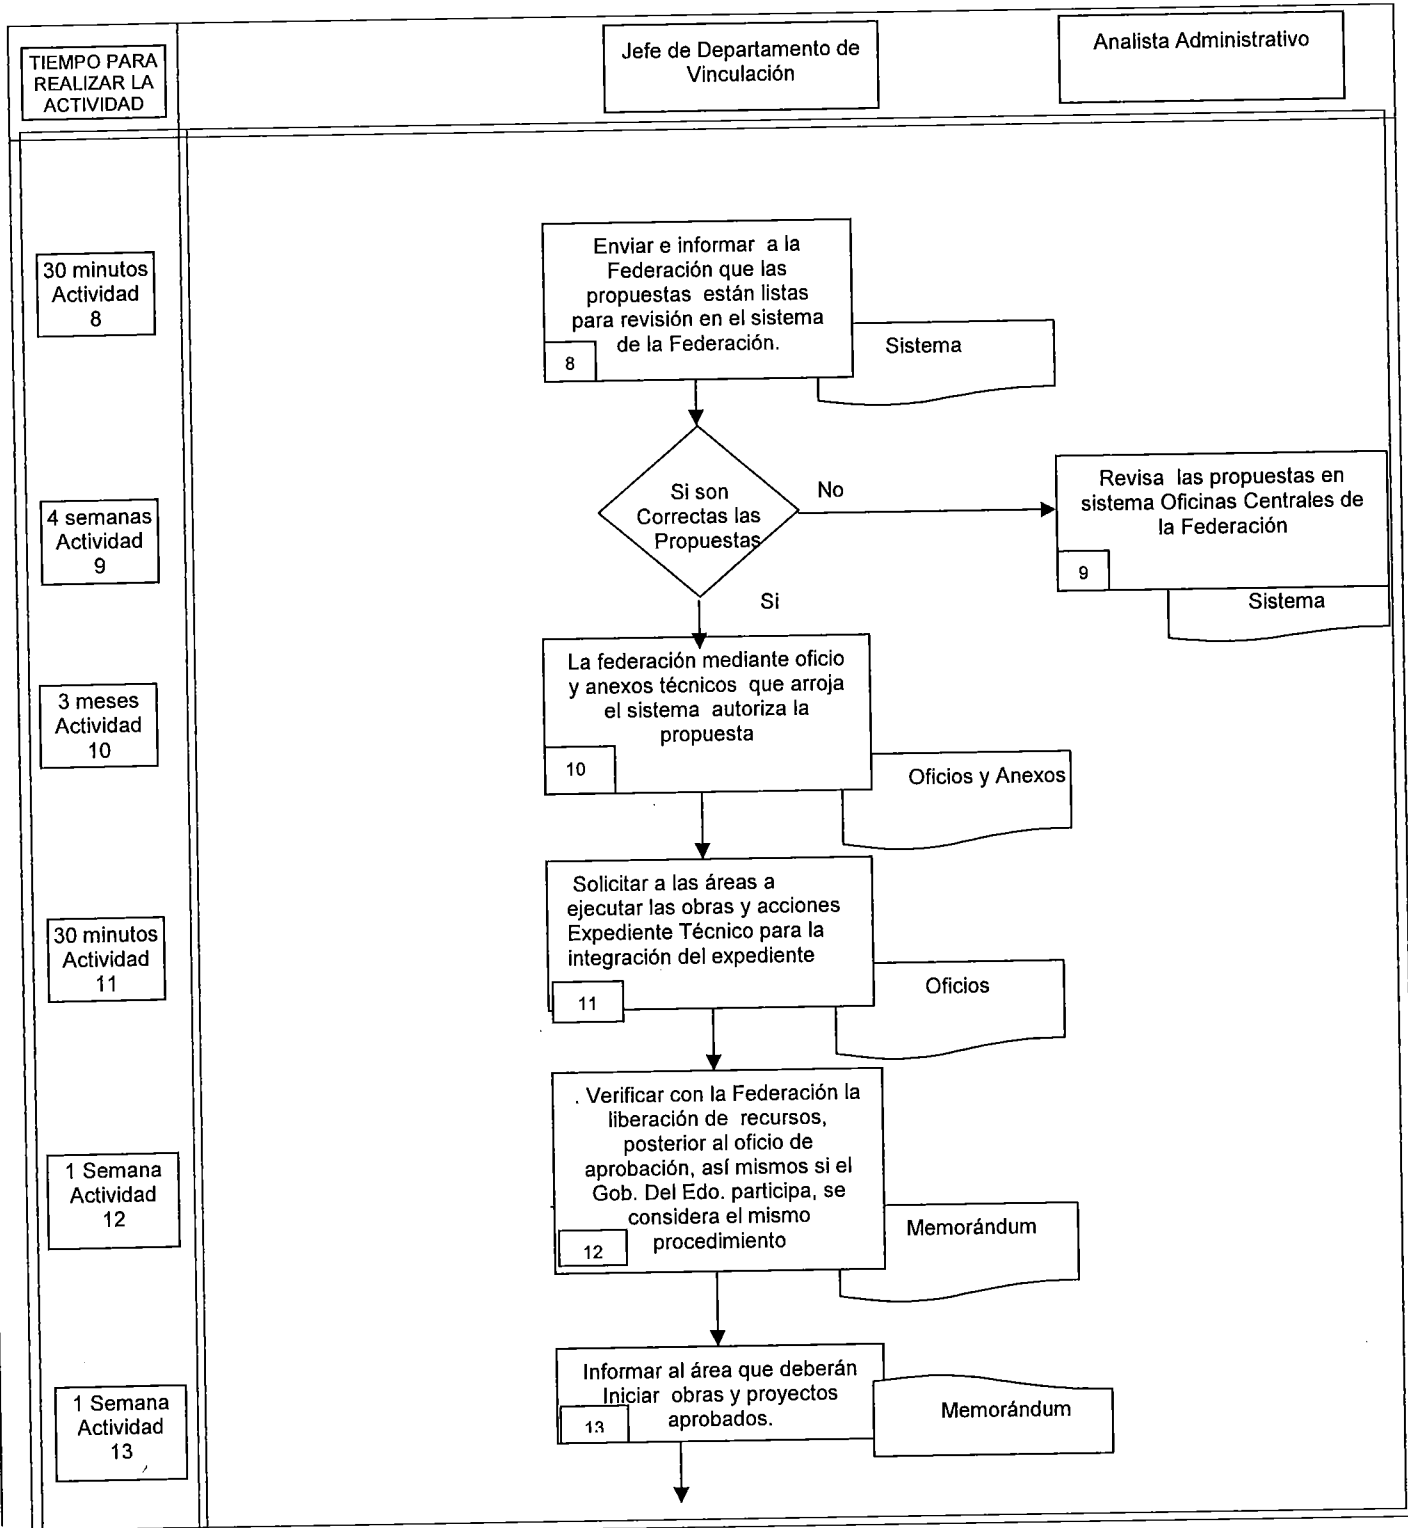 TIEMPO PARA
REALIZAR LA
ACTIVIDAD
Jefe de Departamento de
Vinculación
Analista Administrativo
30 minutos
Actividad
8
Enviar e informar a la
Federación que las
propuestas están listas
para revisión en el sistema
de la Federación.
8
Sistema
4 semanas
Actividad
9
Si son
Correctas las
Propuestas
No
Revisa las propuestas en
sistema Oficinas Centrales de
la Federación
9
Sistema
Si
3 meses
Actividad
10
La federación mediante oficio
y anexos técnicos que arroja
el sistema autoriza la
propuesta
10
Oficios y Anexos
30 minutos
Actividad
11
Solicitar a las áreas a
ejecutar las obras y acciones
Expediente Técnico para la
integración del expediente
11
Oficios
1 Semana
Actividad
12
. Verificar con la Federación la
liberación de recursos,
posterior al oficio de
aprobación, así mismos si el
Gob. Del Edo. participa, se
considera el mismo
procedimiento
12
Memorándum
1 Semana
Actividad
13
Informar al área que deberán
Iniciar obras y proyectos
aprobados.
13
Memorándum